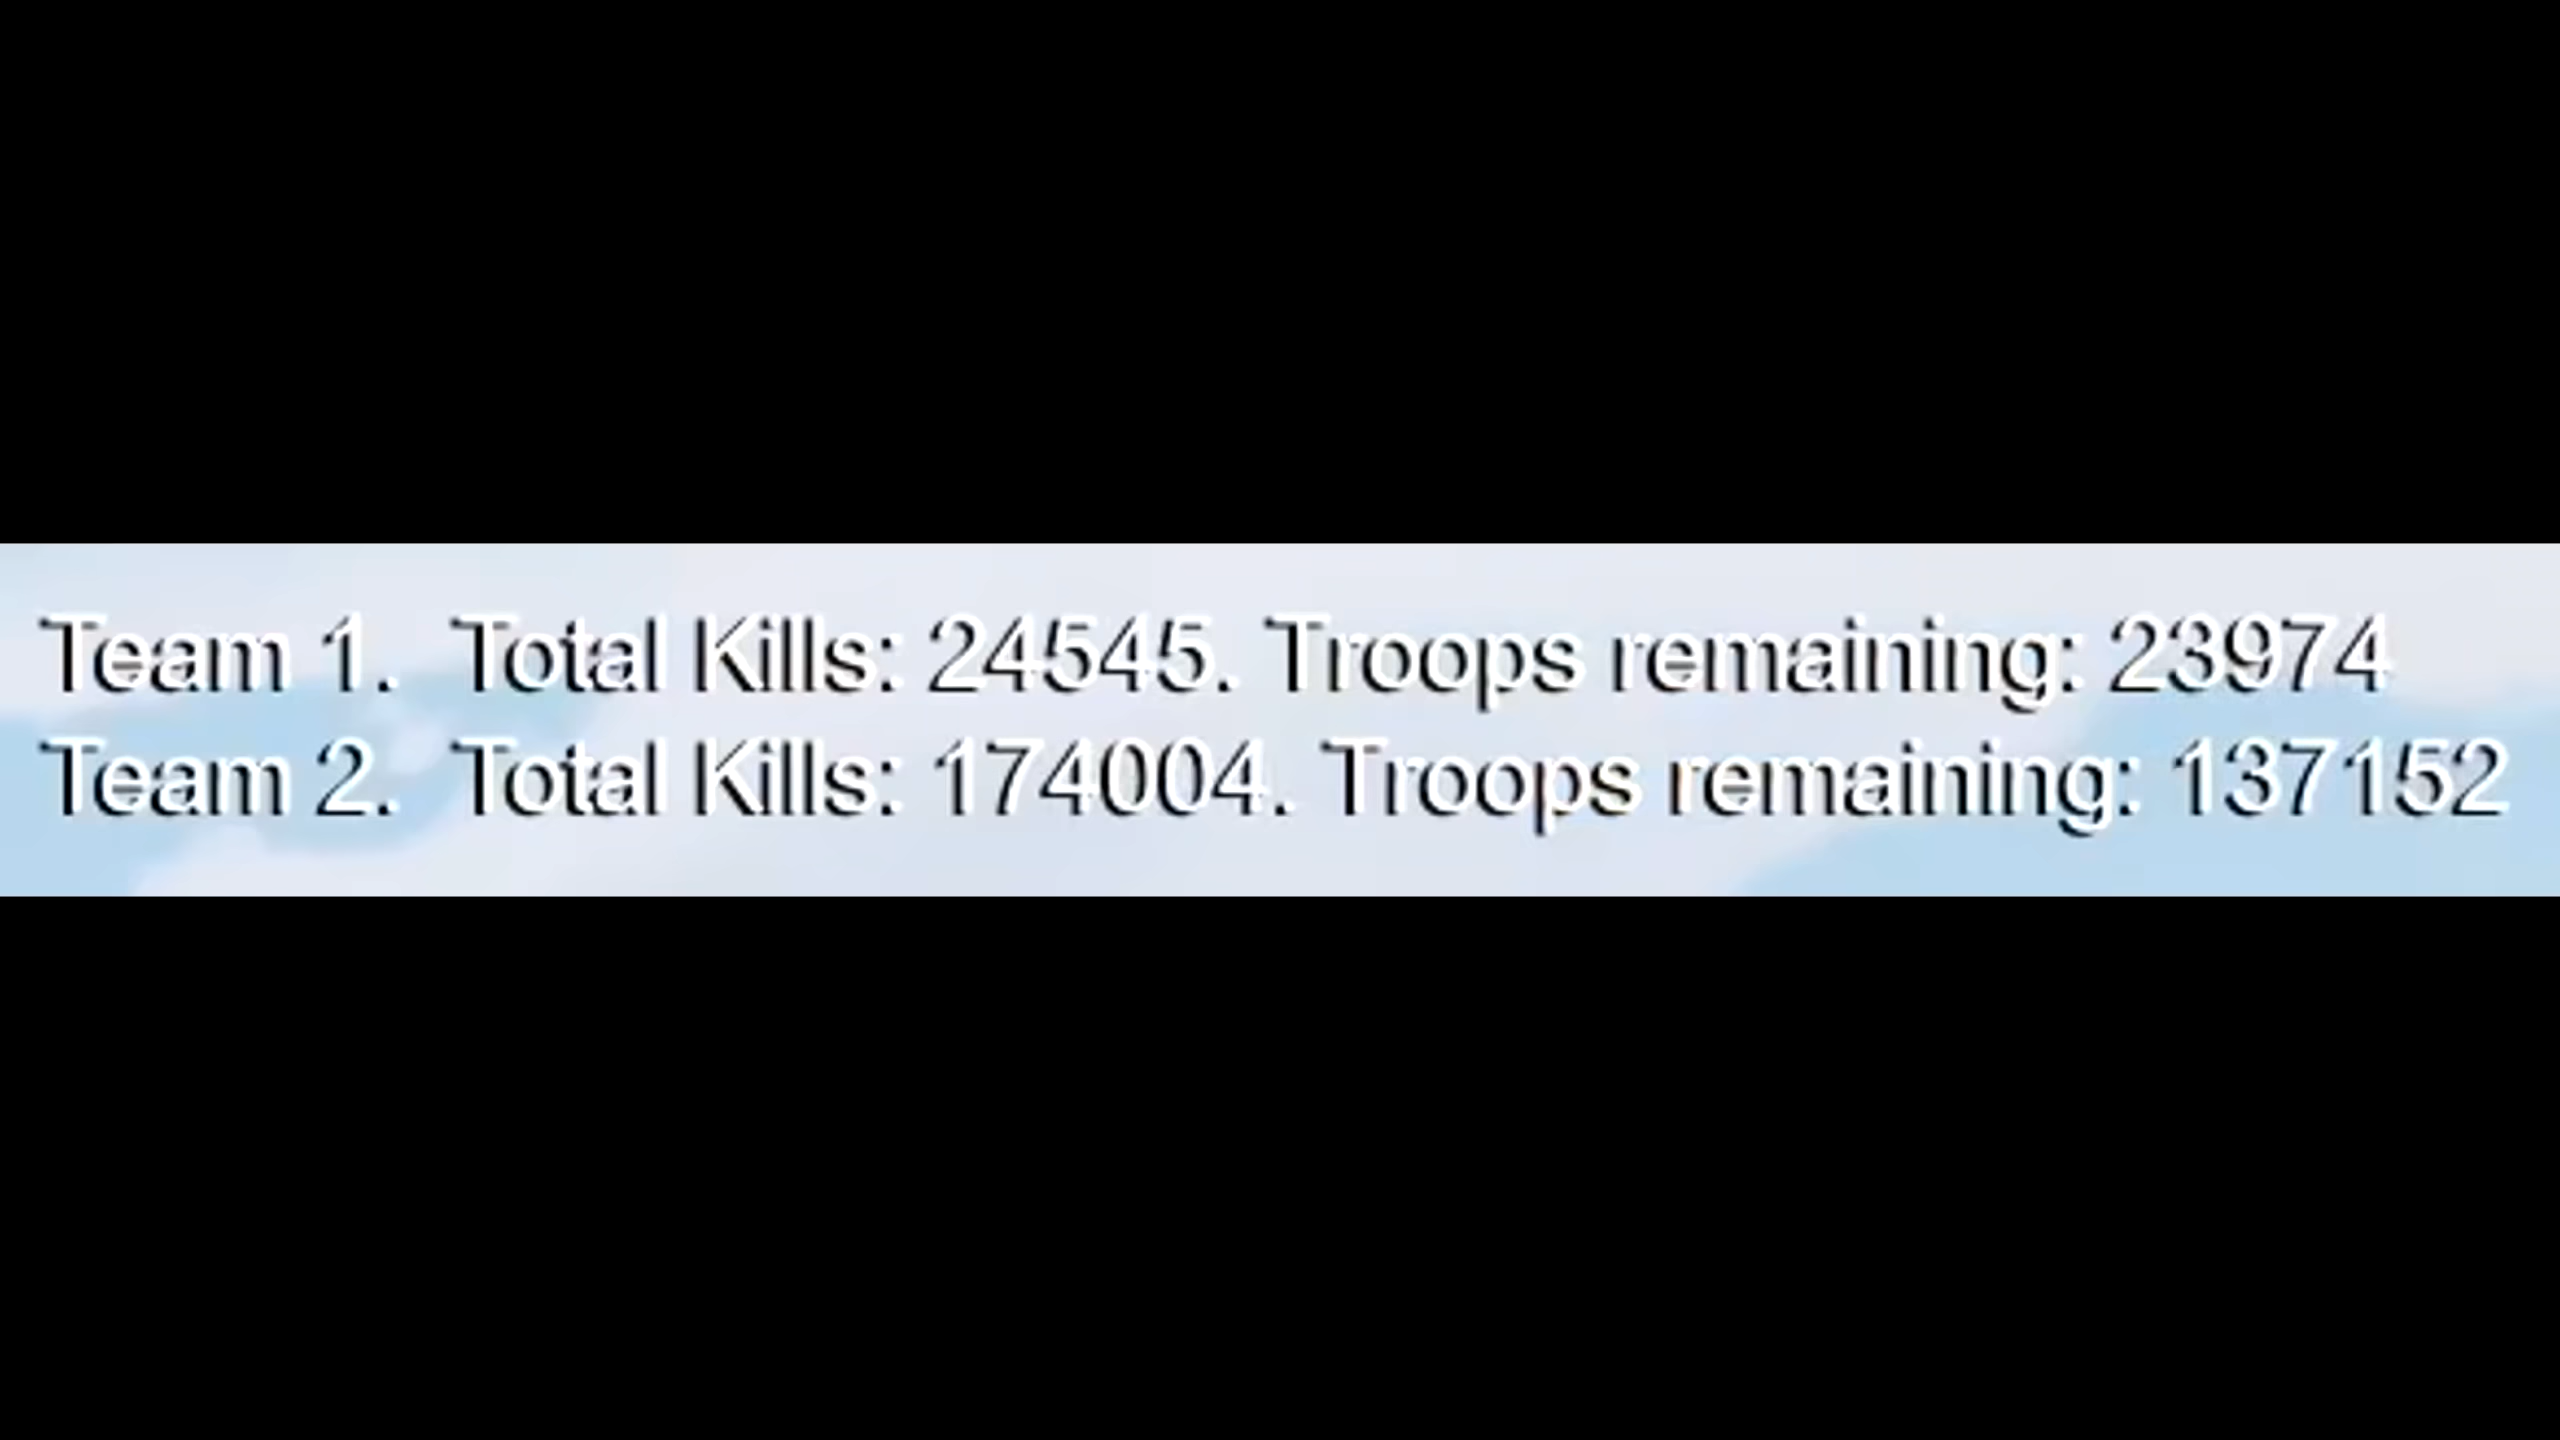 Team 1.  Total Kills: 24545. Troops remaining: 23974
Team 2.  Total Kills: 174004. Troops remaining: 137152